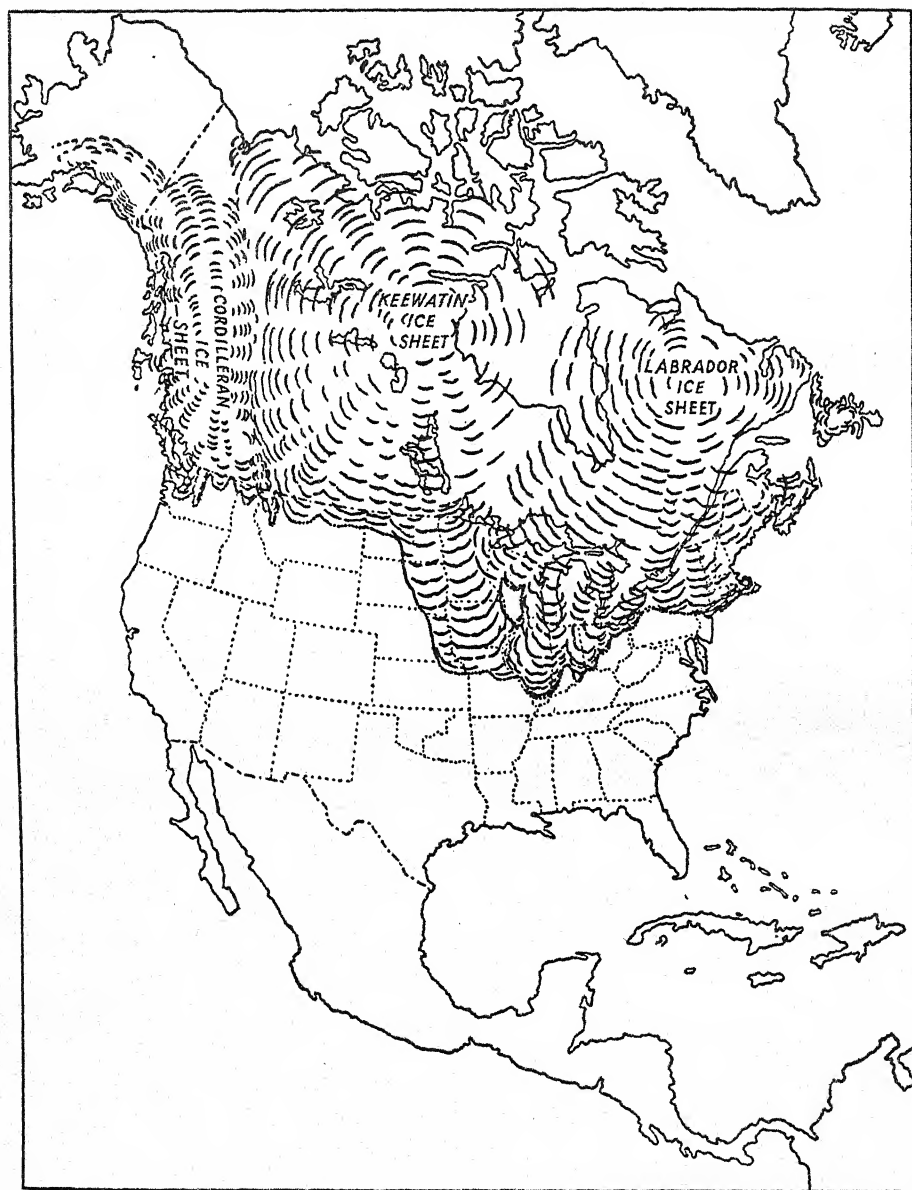 KEEWATIN
ICE
SHEET
CORDILLERAN
ICE
SHEET
LABRADOR
ICE
SHEET